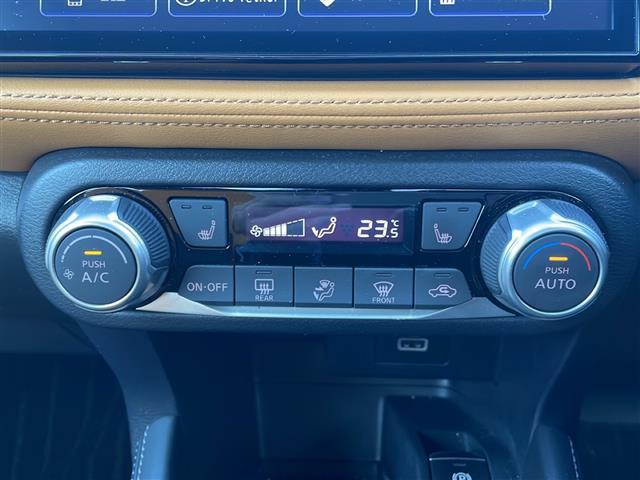 23.5 °C
PUSH
A/C
PUSH
AUTO
ON•OFF
REAR
FRONT
P